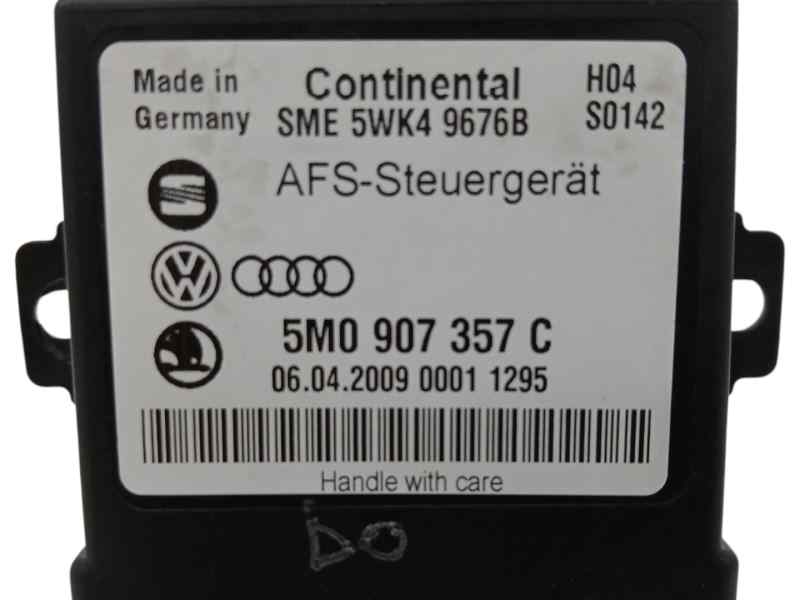 Made in Continental H04
Germany SME 5WK4 9676B S0142
AFS-Steuergerät
5M0 907 357 C
06.04.2009 0001 1295
Handle with care